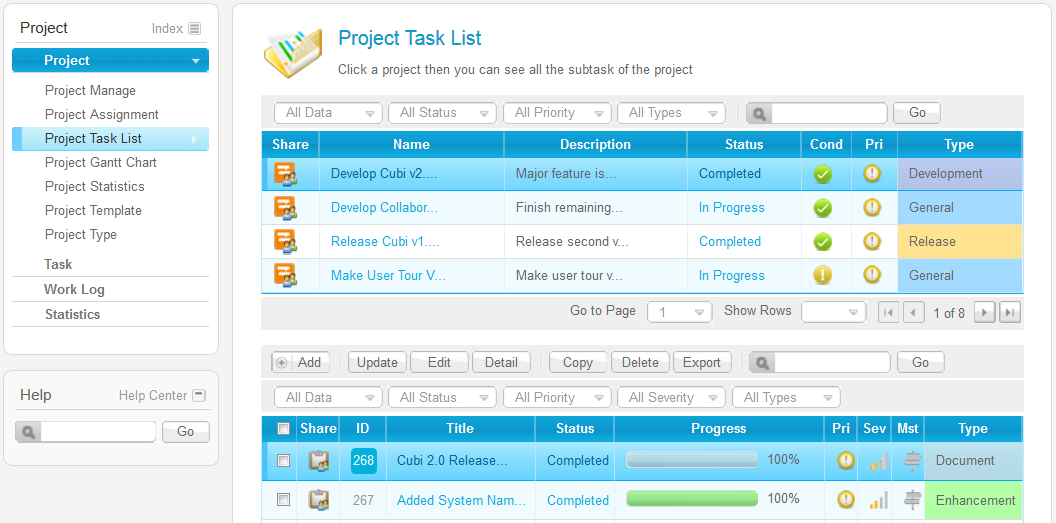 Project Index
Project
Project Manage
Project Assignment
Project Task List
Project Gantt Chart
Project Statistics
Project Template
Project Type
Task
Work Log
Statistics
Help Help Center
Go
Project Task List
Click a project then you can see all the subtask of the project
All Data All Status All Priority All Types Go
Share Name Description Status Cond Pri Type
Develop Cubi v2.... Major feature is... Completed Development
Develop Collabor... Finish remaining... In Progress General
Release Cubi v1.... Release second v... Completed Release
Make User Tour V... Make user tour v... In Progress General
Go to Page 1 Show Rows 1 of 8
Add Update Edit Detail Copy Delete Export Go
All Data All Status All Priority All Severity All Types
Share ID Title Status Progress Pri Sev Mst Type
268 Cubi 2.0 Release... Completed 100% Document
267 Added System Nam... Completed 100% Enhancement